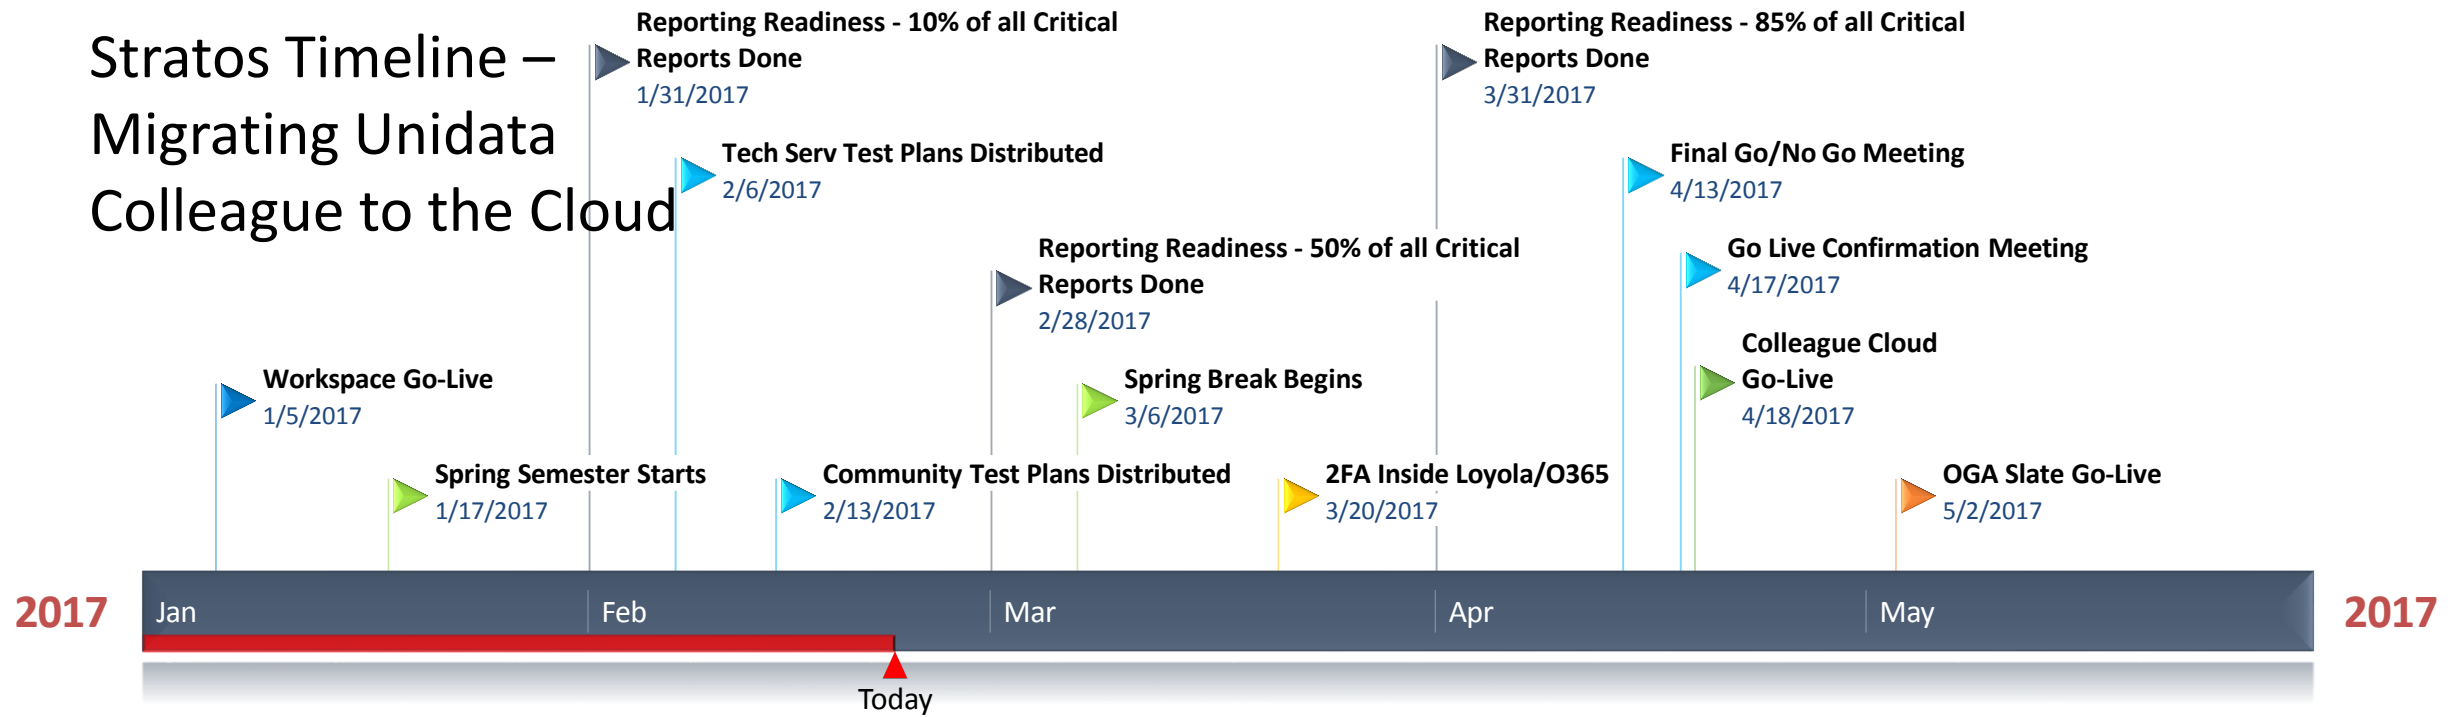 Stratos Timeline –
Migrating Unidata
Colleague to the Cloud
Reporting Readiness - 10% of all Critical
Reports Done
1/31/2017
Reporting Readiness - 85% of all Critical
Reports Done
3/31/2017
Tech Serv Test Plans Distributed
2/6/2017
Final Go/No Go Meeting
4/13/2017
Reporting Readiness - 50% of all Critical
Reports Done
2/28/2017
Go Live Confirmation Meeting
4/17/2017
Workspace Go-Live
1/5/2017
Spring Break Begins
3/6/2017
Colleague Cloud
Go-Live
4/18/2017
Spring Semester Starts
1/17/2017
Community Test Plans Distributed
2/13/2017
2FA Inside Loyola/O365
3/20/2017
OGA Slate Go-Live
5/2/2017
2017
Jan
Feb
Mar
Apr
May
2017
Today